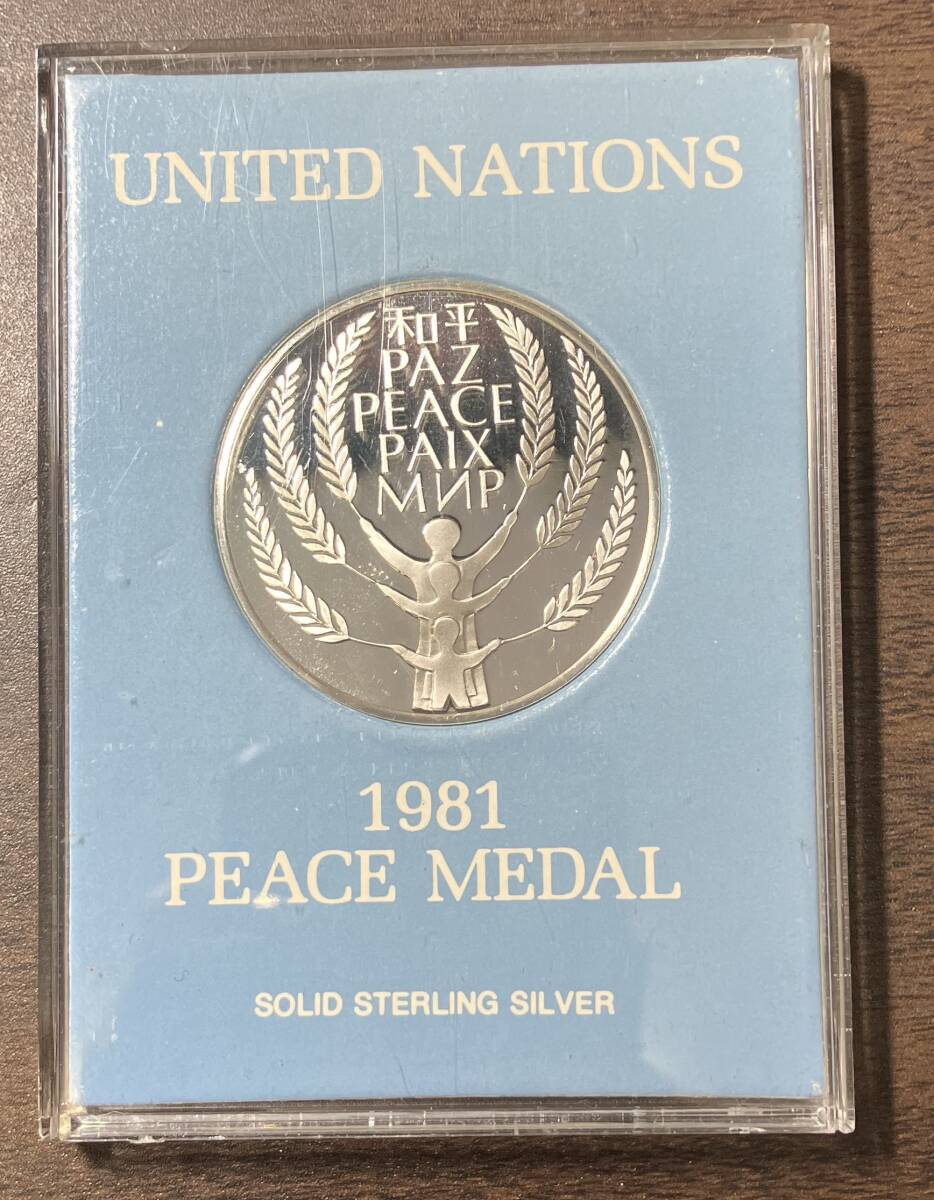 UNITED NATIONS
和平
PAZ
PEACE
PAIX
МИР
1981
PEACE MEDAL
SOLID STERLING SILVER